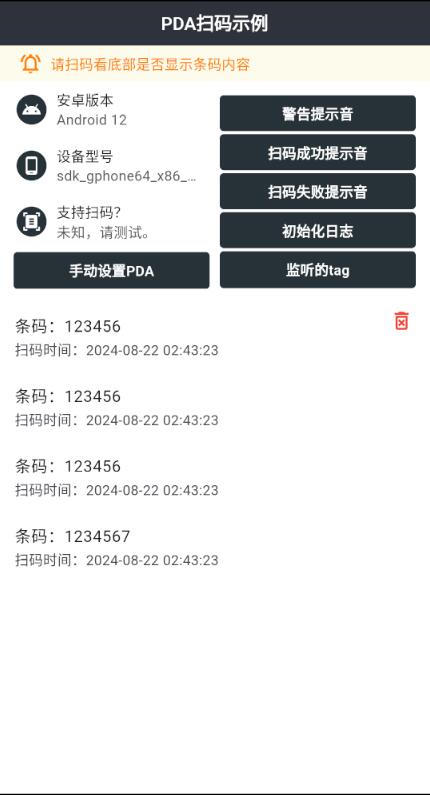 PDA扫码示例
请扫码看底部是否显示条码内容
安卓版本
Android 12
设备型号
sdk_gphone64_x86_...
支持扫码？
未知，请测试。
手动设置PDA
警告提示音
扫码成功提示音
扫码失败提示音
初始化日志
监听的tag
条码：123456
扫码时间：2024-08-22 02:43:23
条码：123456
扫码时间：2024-08-22 02:43:23
条码：123456
扫码时间：2024-08-22 02:43:23
条码：1234567
扫码时间：2024-08-22 02:43:23